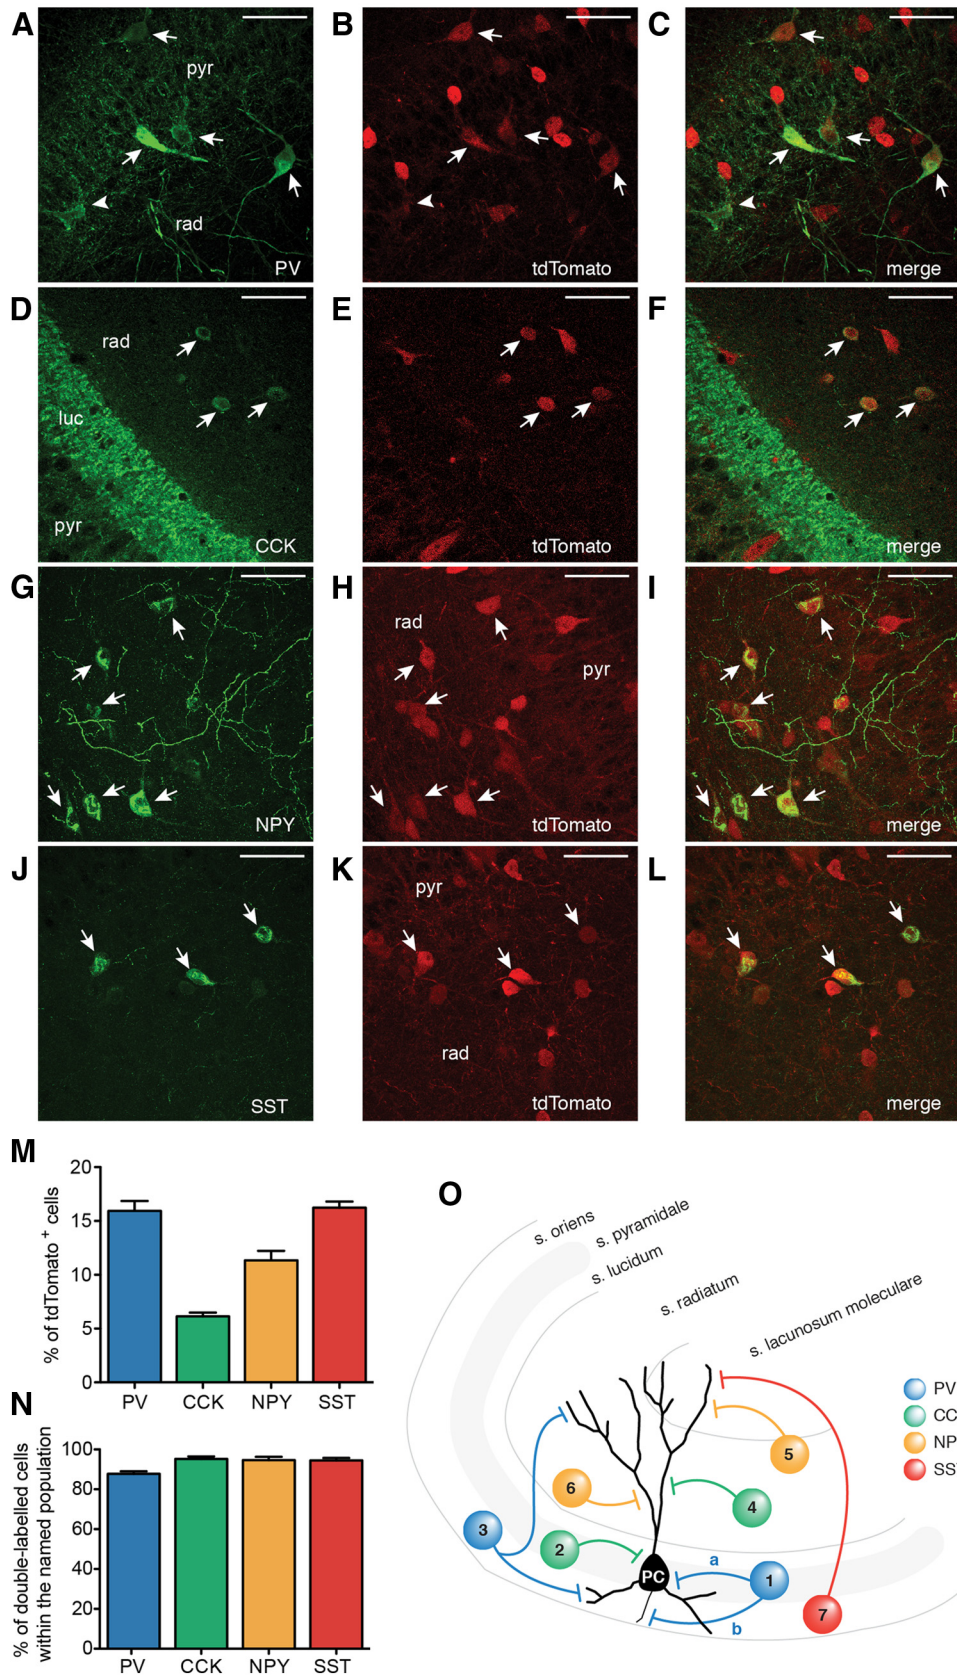 A
B
C
pyr
rad
PV
tdTomato
merge
D
E
F
rad
luc
pyr
CCK
tdTomato
merge
G
H
I
rad
pyr
NPY
tdTomato
merge
J
K
L
pyr
rad
SST
tdTomato
merge
M
% of tdTomato + cells
20
15
10
5
0
PV CCK NPY SST
N
% of double-labelled cells
within the named population
100
80
60
40
20
0
PV CCK NPY SST
O
s. oriens
s. pyramidale
s. lucidum
s. radiatum
s. lacunosum moleculare
PV
CC
NP
SS
5
6
4
3
2
PC
a
1
b
7